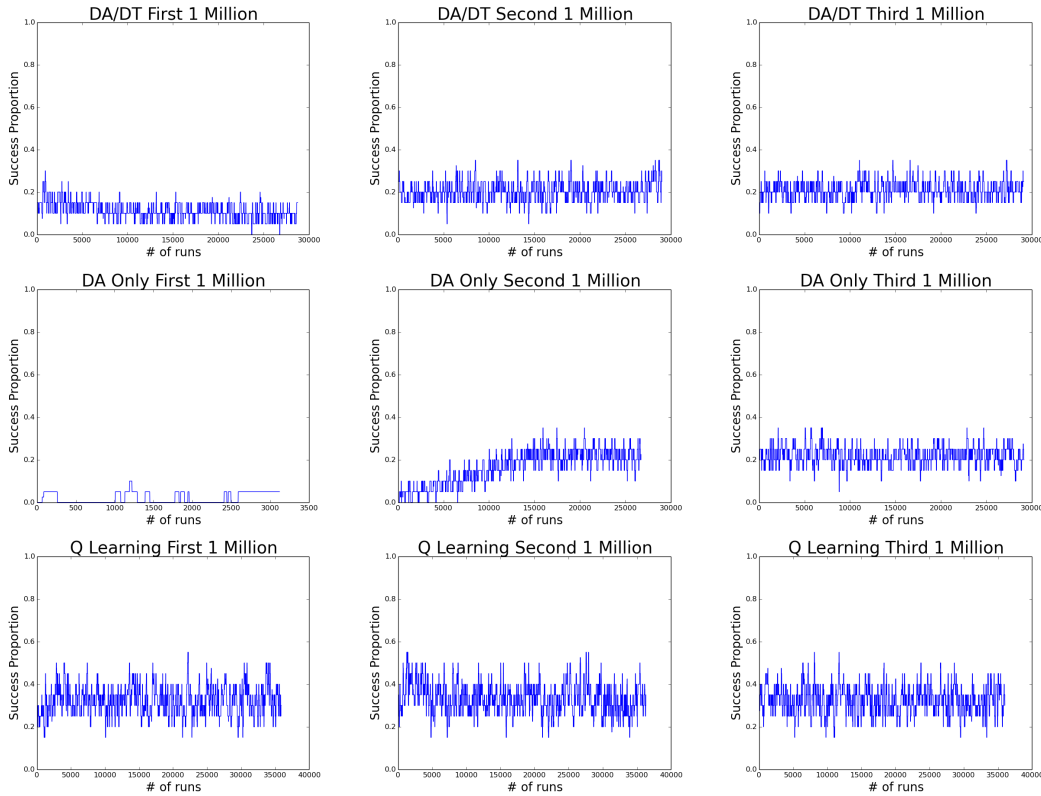 DA/DT First 1 Million
DA/DT Second 1 Million
DA/DT Third 1 Million
1.0
0.8
0.6
0.4
0.2
0.0
Success Proportion
0 5000 10000 15000 20000 25000 30000
# of runs
1.0
0.8
0.6
0.4
0.2
0.0
Success Proportion
0 5000 10000 15000 20000 25000 30000
# of runs
1.0
0.8
0.6
0.4
0.2
0.0
Success Proportion
0 5000 10000 15000 20000 25000 30000
# of runs
DA Only First 1 Million
DA Only Second 1 Million
DA Only Third 1 Million
1.0
0.8
0.6
0.4
0.2
0.0
Success Proportion
0 500 1000 1500 2000 2500 3000 3500
# of runs
1.0
0.8
0.6
0.4
0.2
0.0
Success Proportion
0 5000 10000 15000 20000 25000 30000
# of runs
1.0
0.8
0.6
0.4
0.2
0.0
Success Proportion
0 5000 10000 15000 20000 25000 30000
# of runs
Q Learning First 1 Million
Q Learning Second 1 Million
Q Learning Third 1 Million
1.0
0.8
0.6
0.4
0.2
0.0
Success Proportion
0 5000 10000 15000 20000 25000 30000 35000 40000
# of runs
1.0
0.8
0.6
0.4
0.2
0.0
Success Proportion
0 5000 10000 15000 20000 25000 30000 35000 40000
# of runs
1.0
0.8
0.6
0.4
0.2
0.0
Success Proportion
0 5000 10000 15000 20000 25000 30000 35000 40000
# of runs